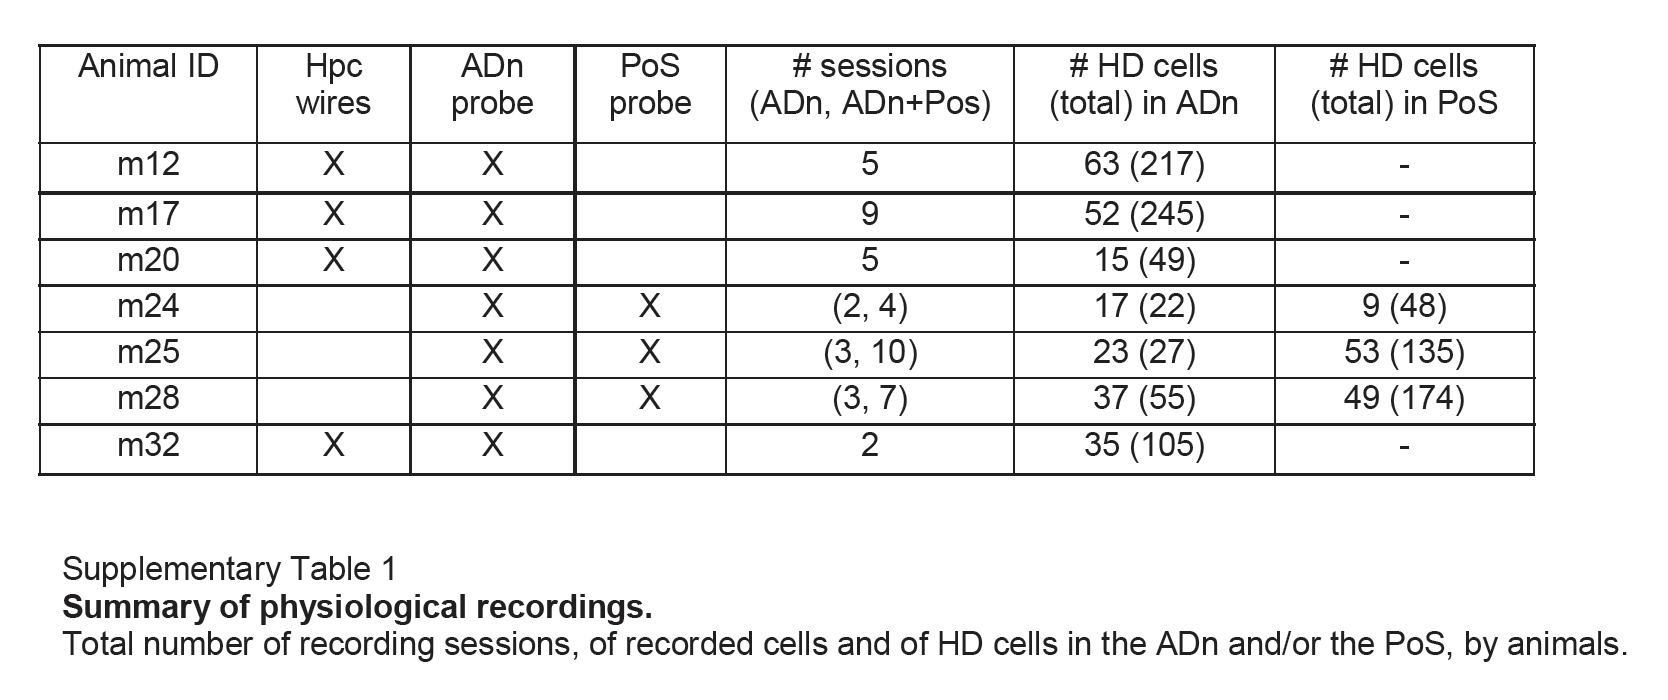 Animal ID Hpc wires ADn probe PoS probe # sessions (ADn, ADn+Pos) # HD cells (total) in ADn # HD cells (total) in PoS
m12 X X 5 63 (217) -
m17 X X 9 52 (245) -
m20 X X 5 15 (49) -
m24 X X (2, 4) 17 (22) 9 (48)
m25 X X (3, 10) 23 (27) 53 (135)
m28 X X (3, 7) 37 (55) 49 (174)
m32 X X 2 35 (105) -
Supplementary Table 1
Summary of physiological recordings.
Total number of recording sessions, of recorded cells and of HD cells in the ADn and/or the PoS, by animals.